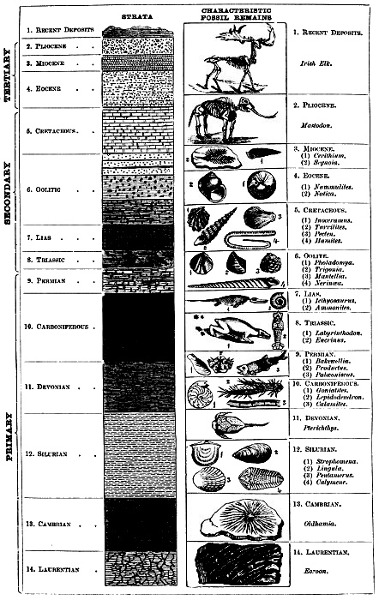 STRATA
CHARACTERISTIC
FOSSIL REMAINS
TERTIARY
1. RECENT DEPOSITS
2. PLIOCENE
3. MIOCENE
4. EOCENE
SECONDARY
5. CRETACEOUS
6. OOLITIC
7. LIAS
8. TRIASSIC
PRIMARY
9. PERMIAN
10. CARBONIFEROUS
11. DEVONIAN
12. SILURIAN
13. CAMBRIAN
14. LAURENTIAN
1. RECENT DEPOSITS.
Irish Elk.
2. PLIOCENE.
Mastodon.
3. MIOCENE.
(1) Cerithium.
4. EOCENE.
(1) Nummulites.
(2) Natica.
5. CRETACEOUS.
(1) Inoceramus.
(2) Turrilites.
(3) Pecten.
(4) Hamites.
6. OOLITE.
(1) Pholadomya.
(2) Trigonia.
(4) Nerinæa.
7. LIAS.
(1) Icthyosaurus.
(2) Ammonites.
8. TRIASSIC.
(1) Labyrinthodon.
(2) Encrinus.
9. PERMIAN.
(1) Bakevellia.
(2) Productus.
(3) Palæoniscus.
10. CARBONIFEROUS.
(1) Goniatites.
(2) Lepidodendron.
(3) Calamites.
11. DEVONIAN.
Pterichthys.
12. SILURIAN.
(1) Strophomena.
(2) Lingula.
(3) Pentamerus.
(4) Calymene.
13. CAMBRIAN.
Oldhamia.
14. LAURENTIAN.
Eozoon.